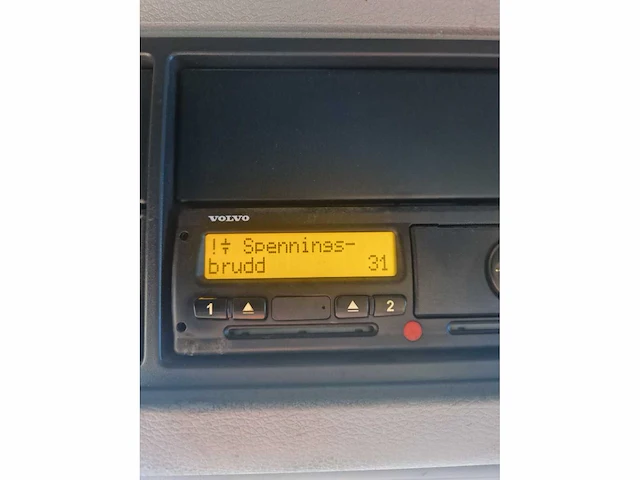 VOLVO
!÷ Spennings-
brudd 31
1 2